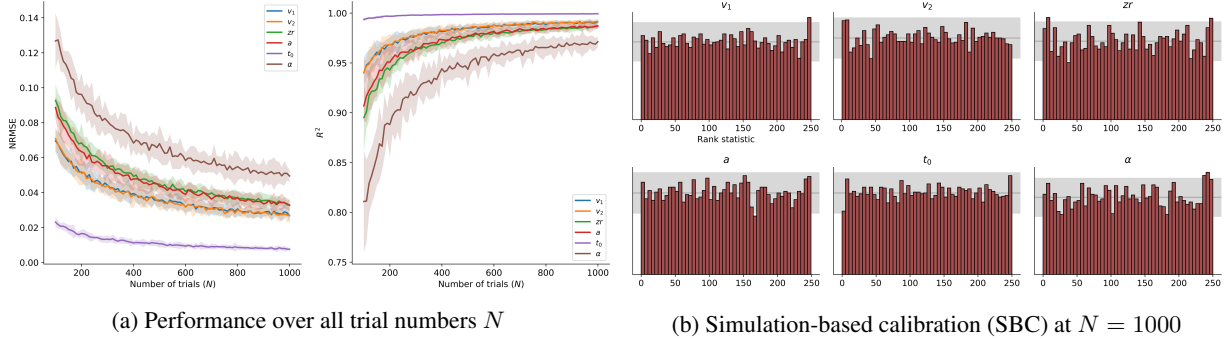 0.14
0.12
0.10
0.08
0.06
0.04
0.02
0.00
NRMSE
200 400 600 800 1000
Number of trials (N)
v₁
v₂
zr
a
t₀
α
1.00
0.95
0.90
0.85
0.80
0.75
R²
200 400 600 800 1000
Number of trials (N)
v₁
v₂
zr
a
t₀
α
(a) Performance over all trial numbers N
v₁
0 50 100 150 200 250
Rank statistic
v₂
0 50 100 150 200 250
zr
0 50 100 150 200 250
a
0 50 100 150 200 250
t₀
0 50 100 150 200 250
α
0 50 100 150 200 250
(b) Simulation-based calibration (SBC) at N = 1000